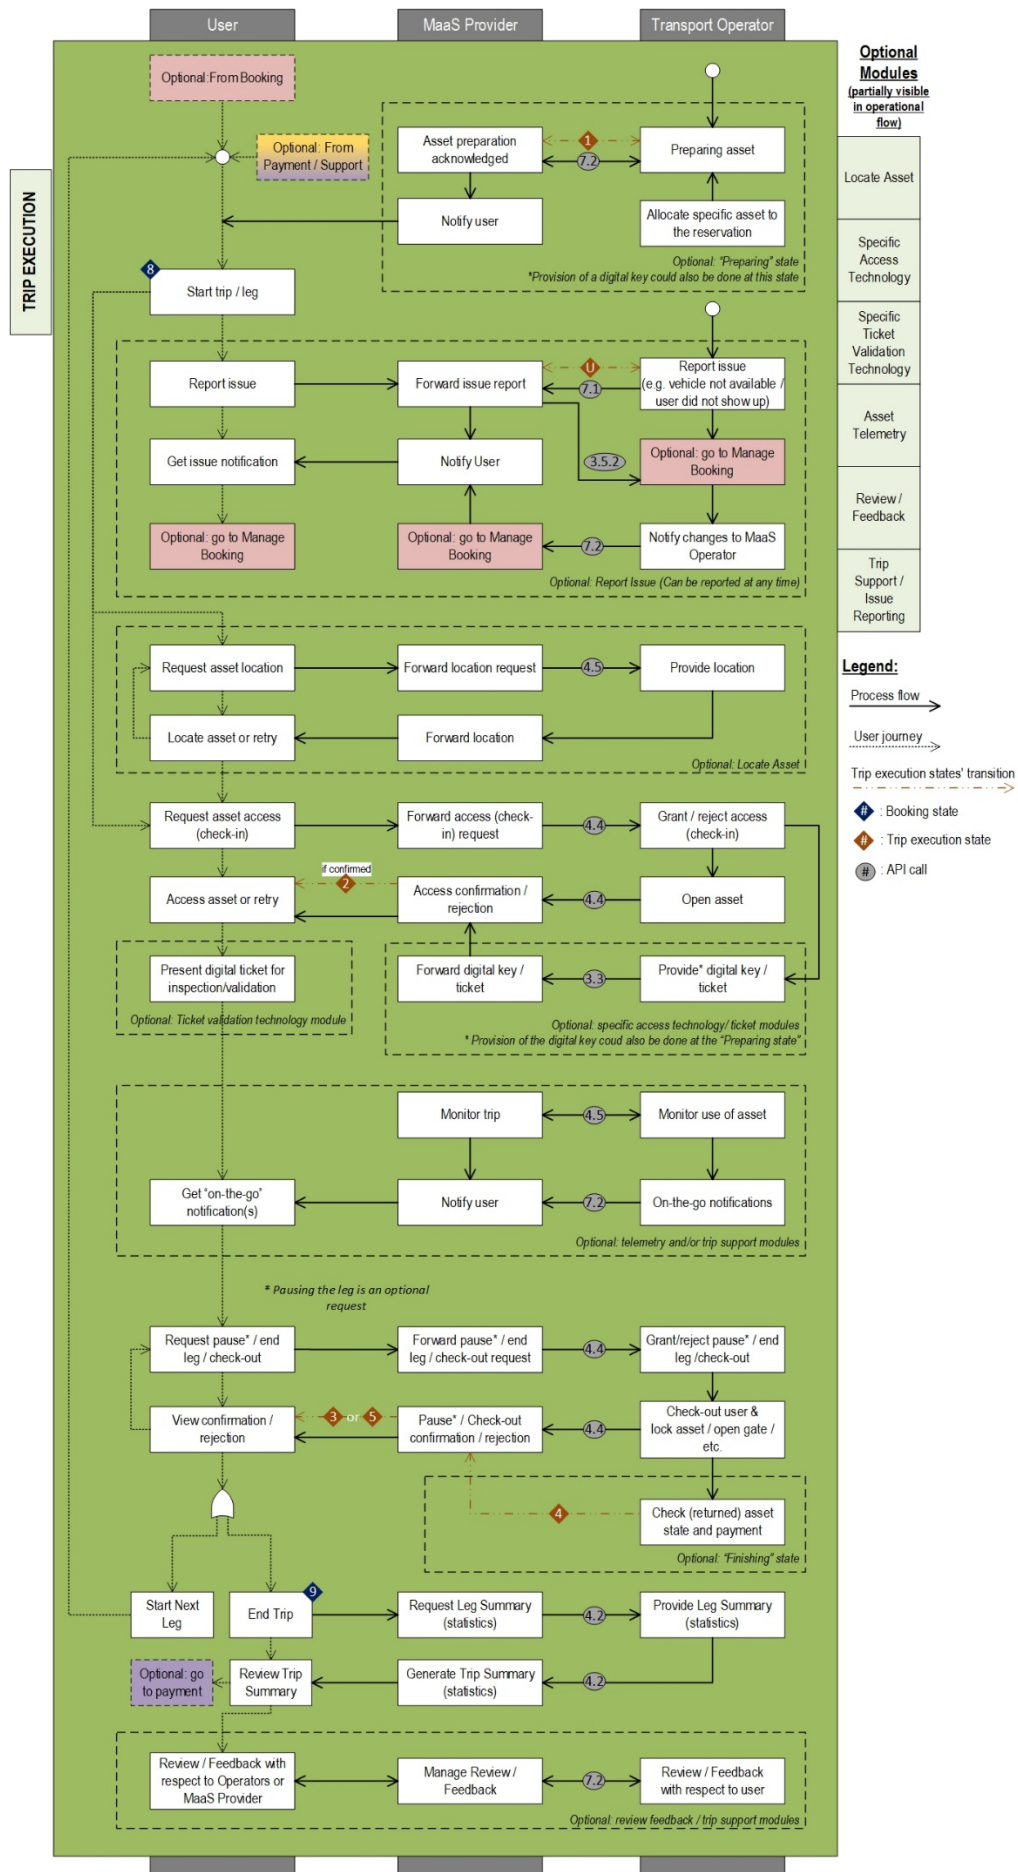 User
MaaS Provider
Transport Operator
TRIP EXECUTION
Optional:From Booking
Optional: From
Payment / Support
Asset preparation
acknowledged
1
7.2
Preparing asset
Notify user
Allocate specific asset to
the reservation
Optional: "Preparing" state
*Provision of a digital key could also be done at this state
8
Start trip / leg
Report issue
Forward issue report
U
7.1
Report issue
(e.g. vehicle not available /
user did not show up)
Get issue notification
Notify User
3.5.2
Optional: go to Manage
Booking
Optional: go to Manage
Booking
Optional: go to Manage
Booking
7.2
Notify changes to MaaS
Operator
Optional: Report Issue (Can be reported at any time)
Request asset location
Forward location request
4.5
Provide location
Locate asset or retry
Forward location
Optional: Locate Asset
Request asset access
(check-in)
Forward access (check-
in) request
4.4
Grant / reject access
(check-in)
if confirmed
2
Access asset or retry
Access confirmation /
rejection
4.4
Open asset
Present digital ticket for
inspection/validation
Optional: Ticket validation technology module
Forward digital key /
ticket
3.3
Provide* digital key /
ticket
Optional: specific access technology/ ticket modules
* Provision of the digital key coud also be done at the "Preparing state"
Monitor trip
4.5
Monitor use of asset
Get "on-the-go"
notification(s)
Notify user
7.2
On-the-go notifications
Optional: telemetry and/or trip support modules
* Pausing the leg is an optional
request
Request pause* / end
leg / check-out
Forward pause* / end
leg / check-out request
4.4
Grant/reject pause* / end
leg /check-out
View confirmation /
rejection
3 or 5
Pause* / Check-out
confirmation / rejection
4.4
Check-out user &
lock asset / open gate /
etc.
4
Check (returned) asset
state and payment
Optional: "Finishing" state
Start Next
Leg
9
End Trip
Request Leg Summary
(statistics)
4.2
Provide Leg Summary
(statistics)
Optional: go
to payment
Review Trip
Summary
Generate Trip Summary
(statistics)
4.2
Review / Feedback with
respect to Operators or
MaaS Provider
Manage Review /
Feedback
7.2
Review / Feedback
with respect to user
Optional: review feedback / trip support modules
Optional
Modules
(partially visible
in operational
flow)
Locate Asset
Specific
Access
Technology
Specific
Ticket
Validation
Technology
Asset
Telemetry
Review /
Feedback
Trip
Support /
Issue
Reporting
Legend:
Process flow
User journey
Trip execution states' transition
# : Booking state
# : Trip execution state
# : API call